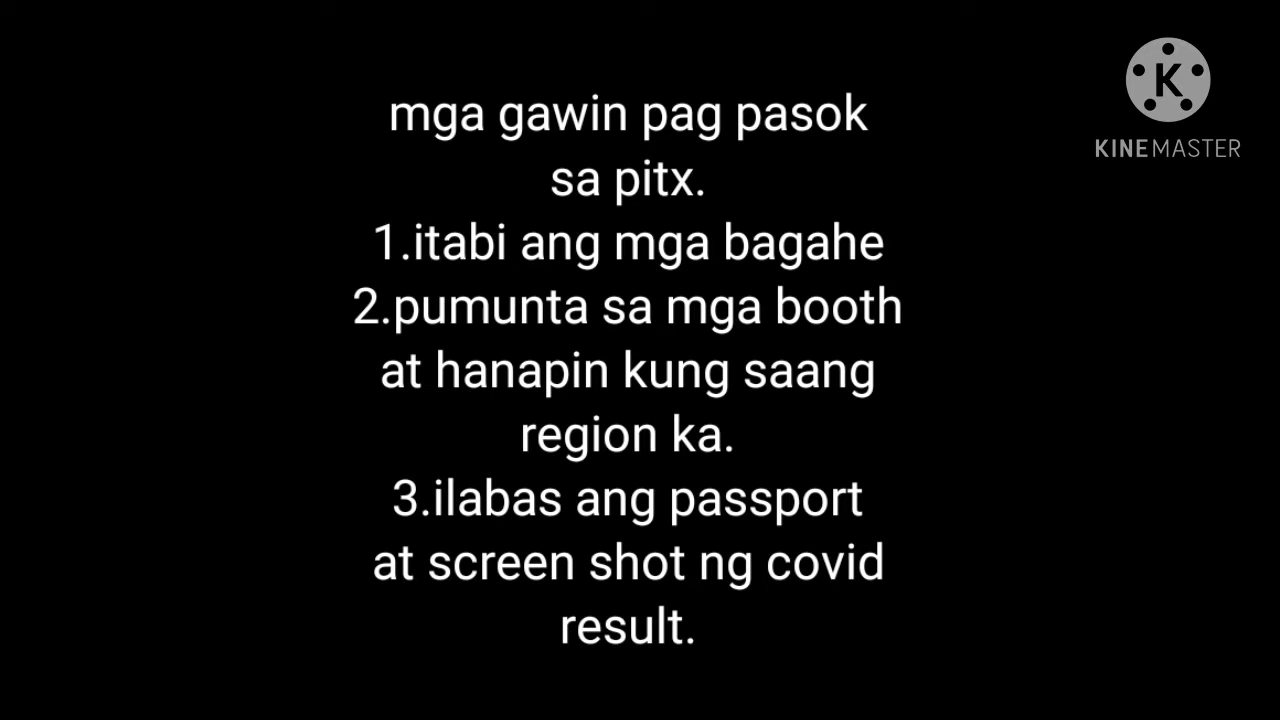 mga gawin pag pasok
sa pitx.
1.itabi ang mga bagahe
2.pumunta sa mga booth
at hanapin kung saang
region ka.
3.ilabas ang passport
at screen shot ng covid
result.
K
KINEMASTER